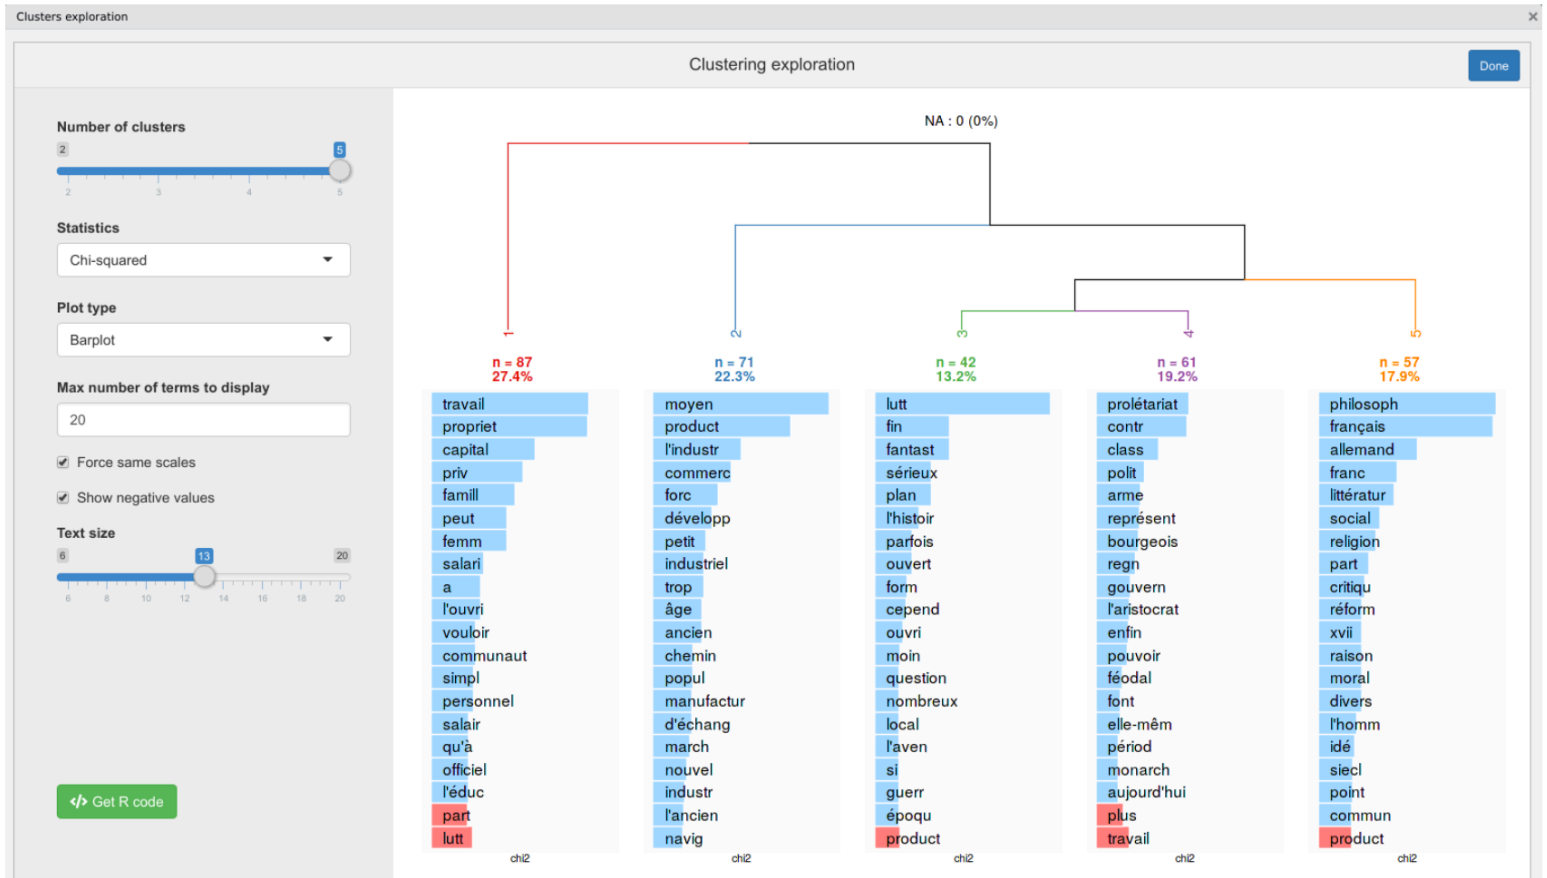 Clusters exploration
×
Clustering exploration
Done
Number of clusters
2
5
2 3 4 5
Statistics
Chi-squared
Plot type
Barplot
Max number of terms to display
20
Force same scales
Show negative values
Text size
6
13
20
6 8 10 12 14 16 18 20
</> Get R code
NA : 0 (0%)
1
2
3
4
5
n = 87
27.4%
travail
propriet
capital
priv
famill
peut
femm
salari
a
l'ouvri
vouloir
communaut
simpl
personnel
salair
qu'à
officiel
l'éduc
part
lutt
chi2
n = 71
22.3%
moyen
product
l'industr
commerc
forc
développ
petit
industriel
trop
âge
ancien
chemin
popul
manufactur
d'échang
march
nouvel
industr
l'ancien
navig
chi2
n = 42
13.2%
lutt
fin
fantast
sérieux
plan
l'histoir
parfois
ouvert
form
cepend
ouvri
moin
question
nombreux
local
l'aven
si
guerr
époqu
product
chi2
n = 61
19.2%
prolétariat
contr
class
polit
arme
représent
bourgeois
regn
gouvern
l'aristocrat
enfin
pouvoir
féodal
font
elle-mêm
périod
monarch
aujourd'hui
plus
travail
chi2
n = 57
17.9%
philosoph
français
allemand
franc
littératur
social
religion
part
critiqu
réform
xvii
raison
moral
divers
l'homm
idé
siecl
point
commun
product
chi2